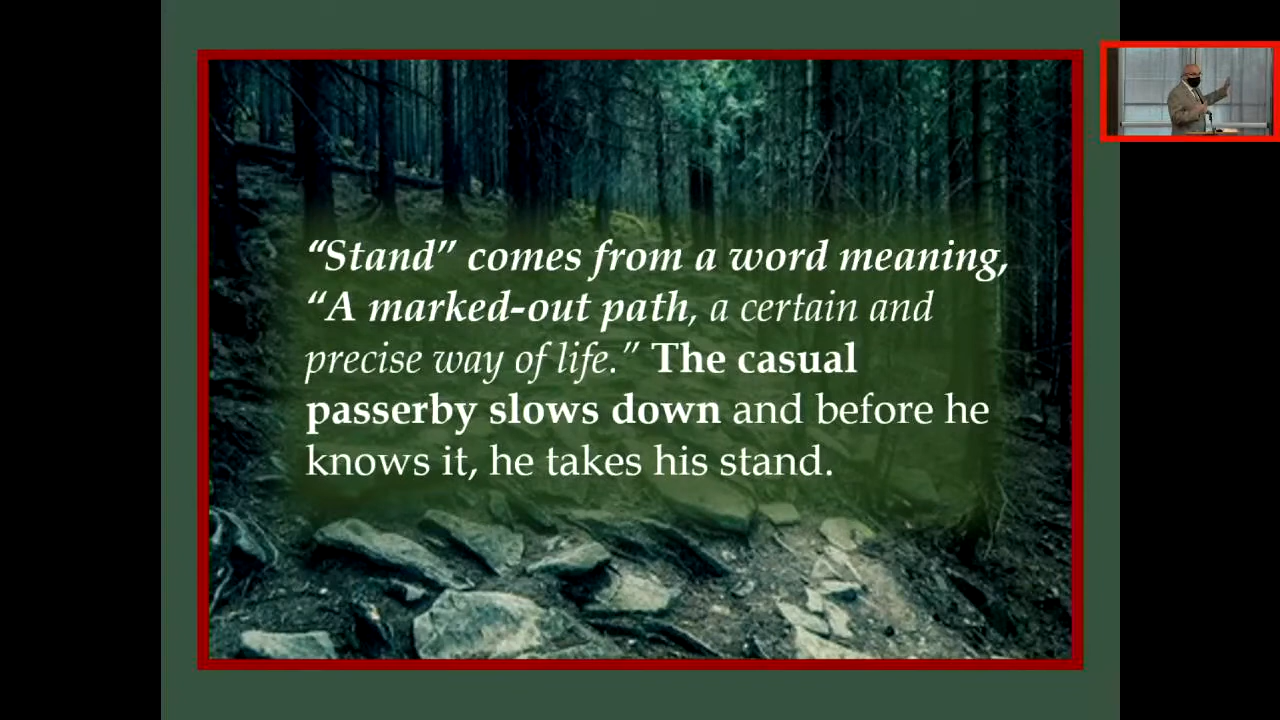 “Stand” comes from a word meaning,
“A marked-out path, a certain and
precise way of life.” The casual
passerby slows down and before he
knows it, he takes his stand.